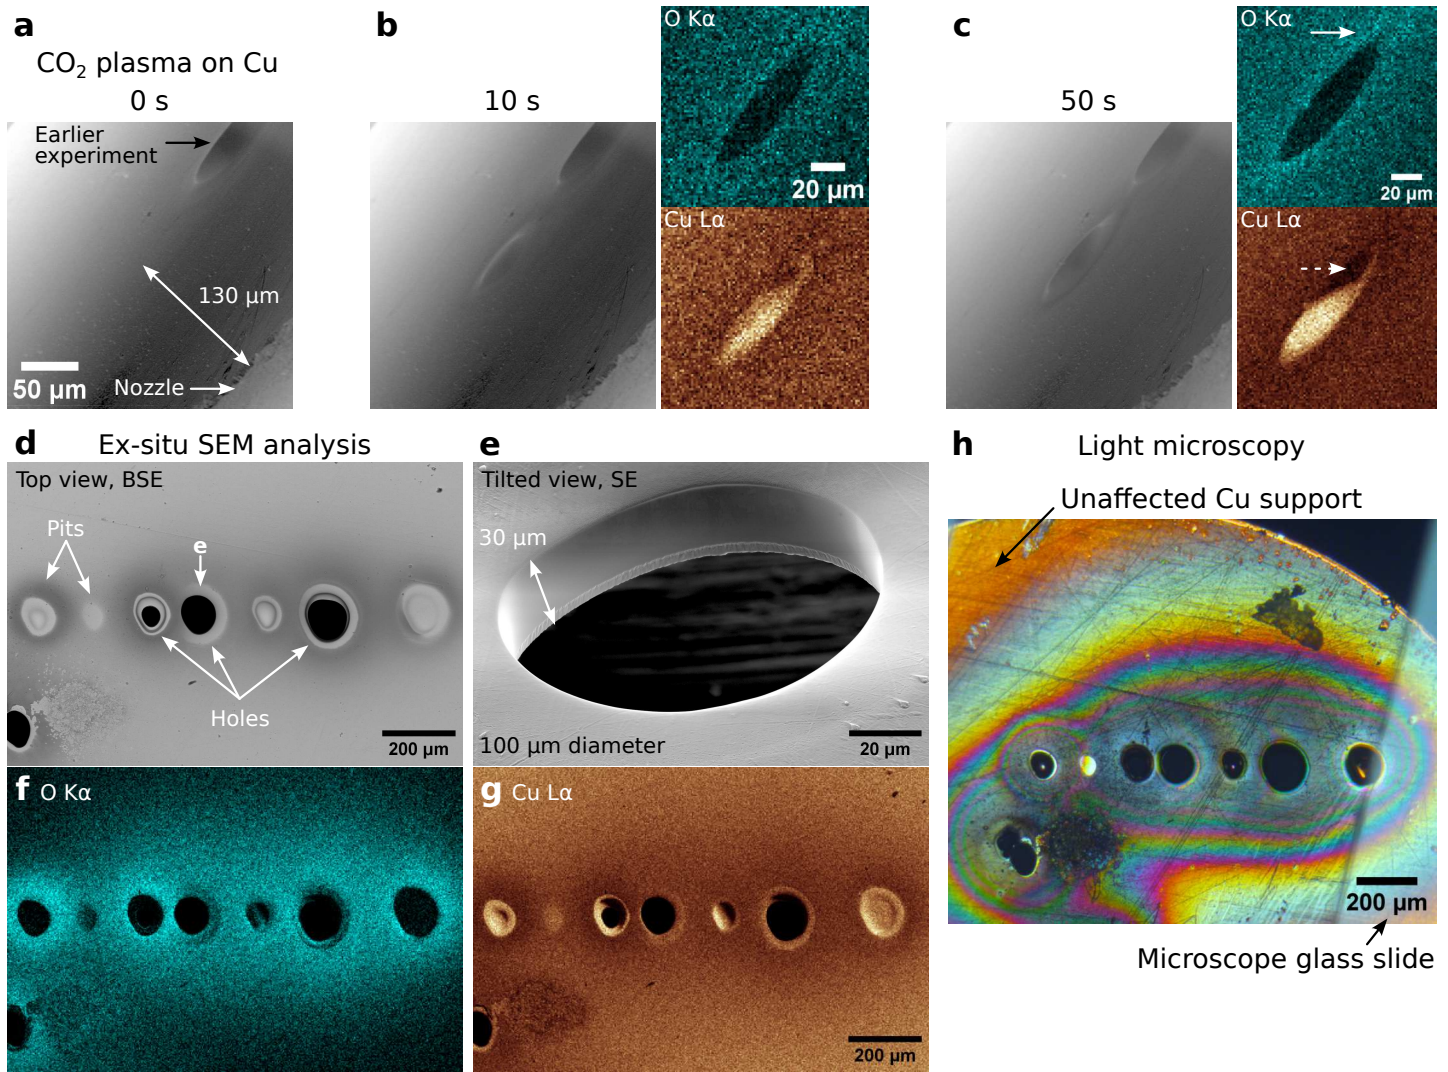 a
CO₂ plasma on Cu
0 s
Earlier
experiment
130 µm
50 µm
Nozzle
b
10 s
O Kα
20 µm
Cu Lα
c
50 s
O Kα
20 µm
Cu Lα
d
Ex-situ SEM analysis
Top view, BSE
Pits
e
Holes
200 µm
e
Tilted view, SE
30 µm
100 µm diameter
20 µm
f O Kα
g Cu Lα
200 µm
h
Light microscopy
Unaffected Cu support
200 µm
Microscope glass slide